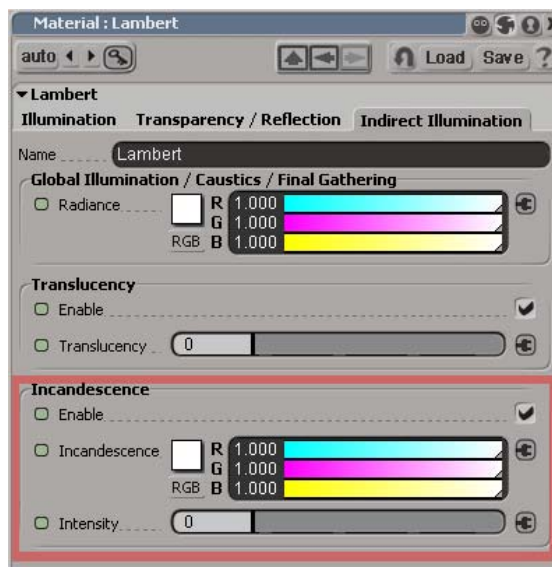 Material : Lambert
auto Load Save ?
Lambert
Illumination Transparency / Reflection Indirect Illumination
Name Lambert
Global Illumination / Caustics / Final Gathering
Radiance R 1.000
G 1.000
RGB B 1.000
Translucency
Enable
Translucency 0
Incandescence
Enable
Incandescence R 1.000
G 1.000
RGB B 1.000
Intensity 0